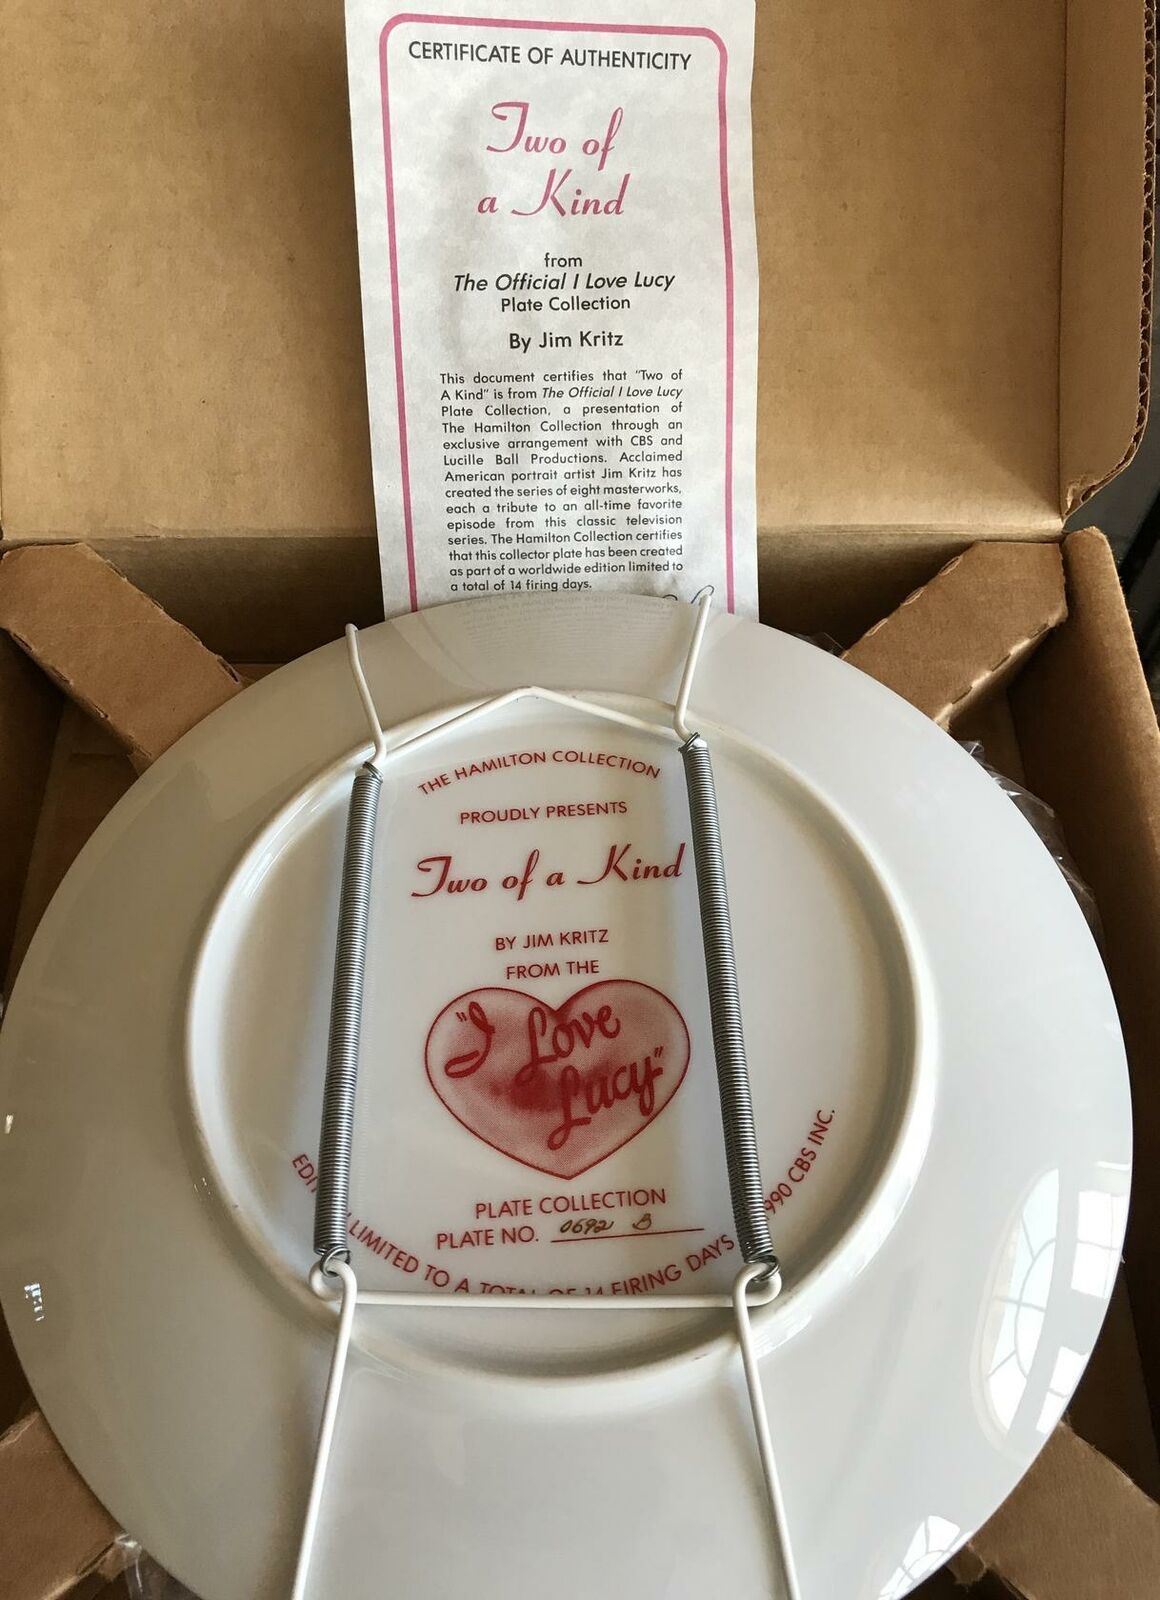 CERTIFICATE OF AUTHENTICITY
Two of
a Kind
from
The Official I Love Lucy
Plate Collection
By Jim Kritz
This document certifies that "Two of
A Kind" is from The Official I Love Lucy
Plate Collection, a presentation of
The Hamilton Collection through an
exclusive arrangement with CBS and
Lucille Ball Productions. Acclaimed
American portrait artist Jim Kritz has
created the series of eight masterworks,
each a tribute to an all-time favorite
episode from this classic television
series. The Hamilton Collection certifies
that this collector plate has been created
as part of a worldwide edition limited to
a total of 14 firing days.
THE HAMILTON COLLECTION
PROUDLY PRESENTS
Two of a Kind
BY JIM KRITZ
FROM THE
"I Love
Lucy"
PLATE COLLECTION
PLATE NO. 0692 B
LIMITED TO A TOTAL OF 14 FIRING DAYS 990 CBS INC.